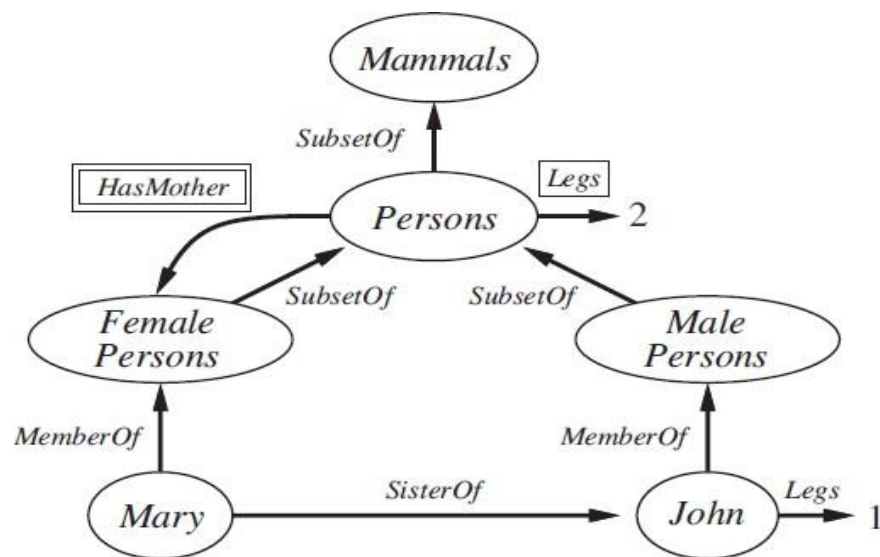 Mammals
SubsetOf
HasMother
Legs
Persons
2
SubsetOf
SubsetOf
Female
Persons
Male
Persons
MemberOf
MemberOf
SisterOf
Legs
Mary
John
1